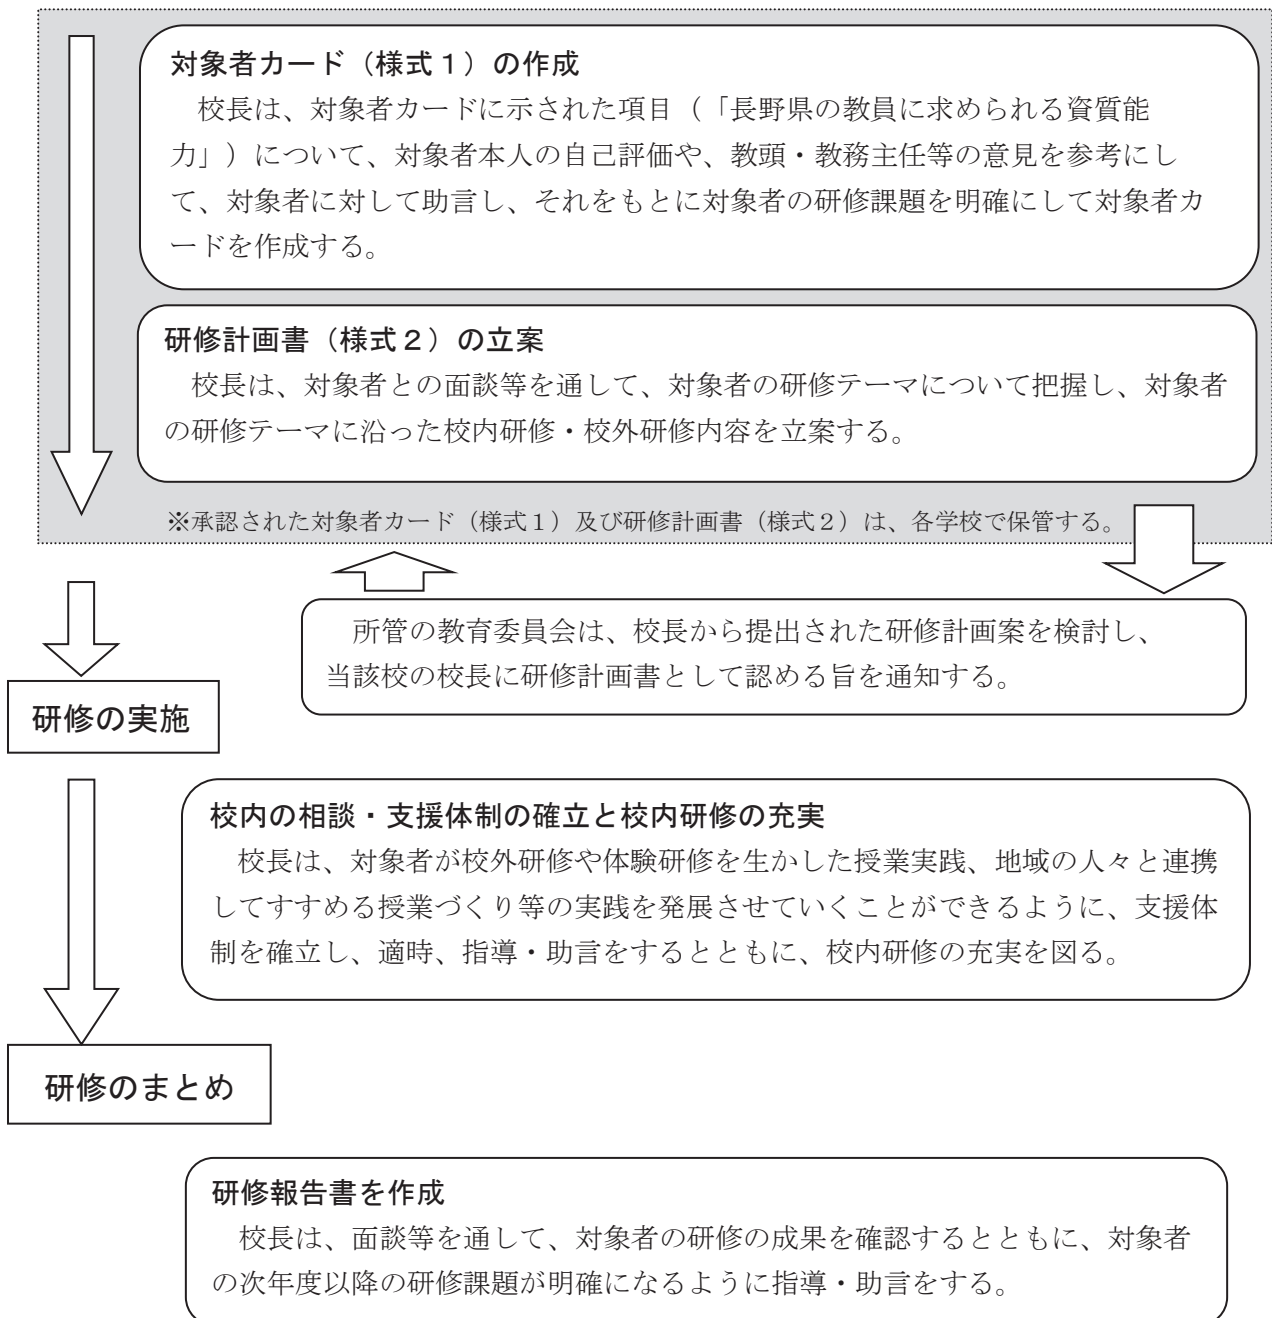 対象者カード（様式１）の作成
校長は、対象者カードに示された項目（「長野県の教員に求められる資質能
力」）について、対象者本人の自己評価や、教頭・教務主任等の意見を参考にし
て、対象者に対して助言し、それをもとに対象者の研修課題を明確にして対象者カ
ードを作成する。
研修計画書（様式２）の立案
校長は、対象者との面談等を通して、対象者の研修テーマについて把握し、対象者
の研修テーマに沿った校内研修・校外研修内容を立案する。
※承認された対象者カード（様式１）及び研修計画書（様式２）は、各学校で保管する。
所管の教育委員会は、校長から提出された研修計画案を検討し、
当該校の校長に研修計画書として認める旨を通知する。
研修の実施
校内の相談・支援体制の確立と校内研修の充実
校長は、対象者が校外研修や体験研修を生かした授業実践、地域の人々と連携
してすすめる授業づくり等の実践を発展させていくことができるように、支援体
制を確立し、適時、指導・助言をするとともに、校内研修の充実を図る。
研修のまとめ
研修報告書を作成
校長は、面談等を通して、対象者の研修の成果を確認するとともに、対象者
の次年度以降の研修課題が明確になるように指導・助言をする。